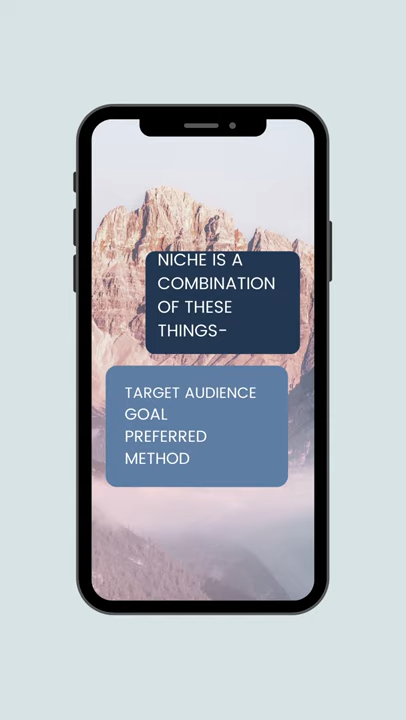 NICHE IS A
COMBINATION
OF THESE
THINGS-
TARGET AUDIENCE
GOAL
PREFERRED
METHOD